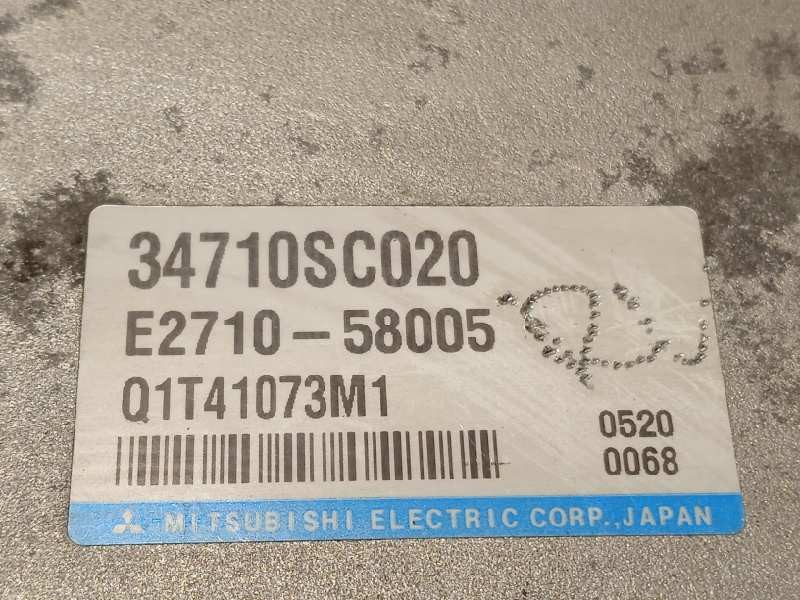 34710SC020
E2710-58005
Q1T41073M1
0520
0068
MITSUBISHI ELECTRIC CORP.,JAPAN